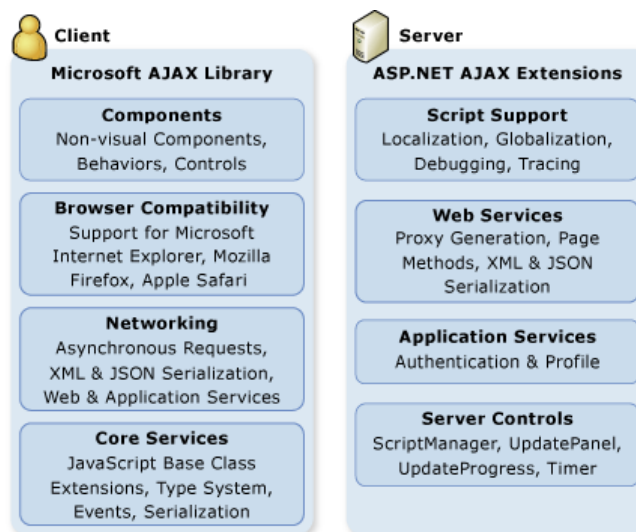 Client
Microsoft AJAX Library
Components
Non-visual Components,
Behaviors, Controls
Browser Compatibility
Support for Microsoft
Internet Explorer, Mozilla
Firefox, Apple Safari
Networking
Asynchronous Requests,
XML & JSON Serialization,
Web & Application Services
Core Services
JavaScript Base Class
Extensions, Type System,
Events, Serialization
Server
ASP.NET AJAX Extensions
Script Support
Localization, Globalization,
Debugging, Tracing
Web Services
Proxy Generation, Page
Methods, XML & JSON
Serialization
Application Services
Authentication & Profile
Server Controls
ScriptManager, UpdatePanel,
UpdateProgress, Timer